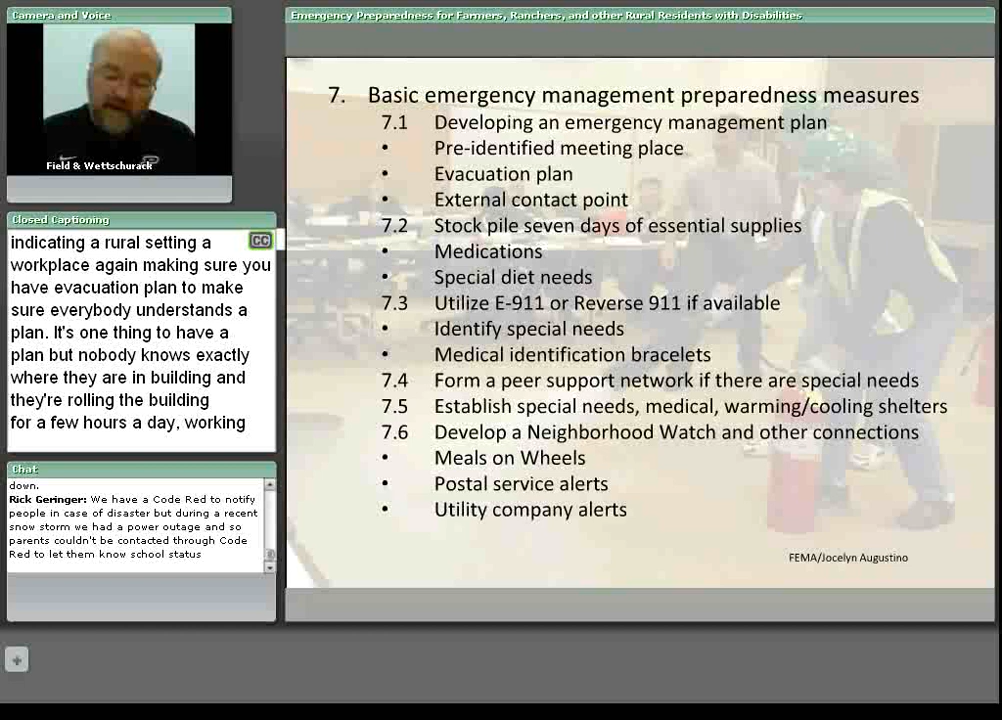 Camera and Voice
Field & Wettschurack
Closed Captioning
CC
indicating a rural setting a
workplace again making sure you
have evacuation plan to make
sure everybody understands a
plan. It's one thing to have a
plan but nobody knows exactly
where they are in building and
they're rolling the building
for a few hours a day, working
Chat
down.
Rick Geringer: We have a Code Red to notify
people in case of disaster but during a recent
snow storm we had a power outage and so
parents couldn't be contacted through Code
Red to let them know school status
Emergency Preparedness for Farmers, Ranchers, and other Rural Residents with Disabilities
7. Basic emergency management preparedness measures
7.1 Developing an emergency management plan
• Pre-identified meeting place
• Evacuation plan
• External contact point
7.2 Stock pile seven days of essential supplies
• Medications
• Special diet needs
7.3 Utilize E-911 or Reverse 911 if available
• Identify special needs
• Medical identification bracelets
7.4 Form a peer support network if there are special needs
7.5 Establish special needs, medical, warming/cooling shelters
7.6 Develop a Neighborhood Watch and other connections
• Meals on Wheels
• Postal service alerts
• Utility company alerts
FEMA/Jocelyn Augustino